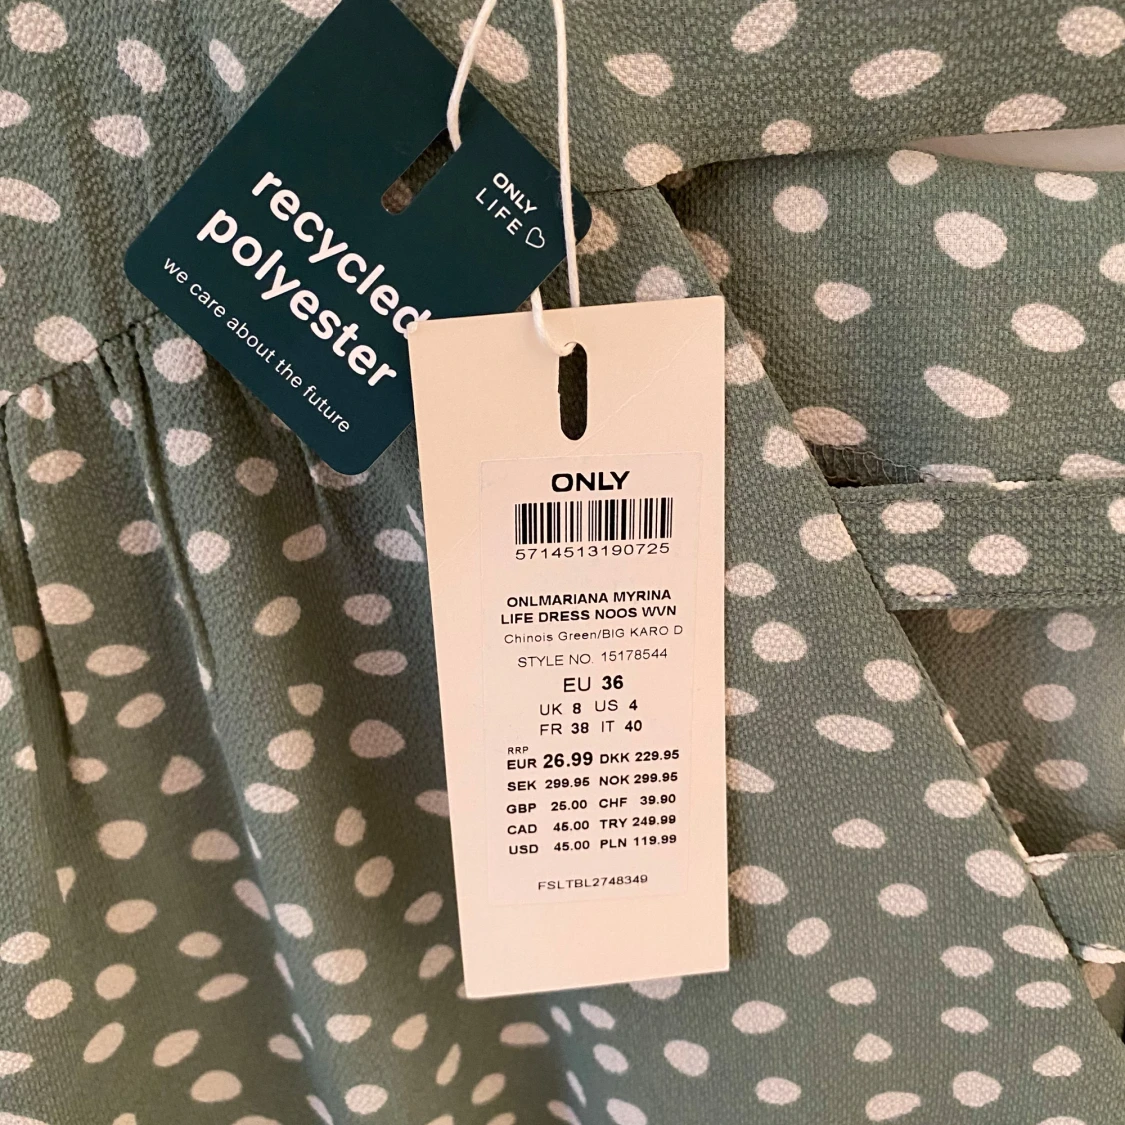 ONLY
LIFE
recycled
polyester
we care about the future
ONLY
5714513190725
ONLMARIANA MYRINA
LIFE DRESS NOOS WVN
Chinois Green/BIG KARO D
STYLE NO. 15178544
EU 36
UK 8 US 4
FR 38 IT 40
RRP
EUR 26.99 DKK 229.95
SEK 299.95 NOK 299.95
GBP 25.00 CHF 39.90
CAD 45.00 TRY 249.99
USD 45.00 PLN 119.99
FSLTBL2748349